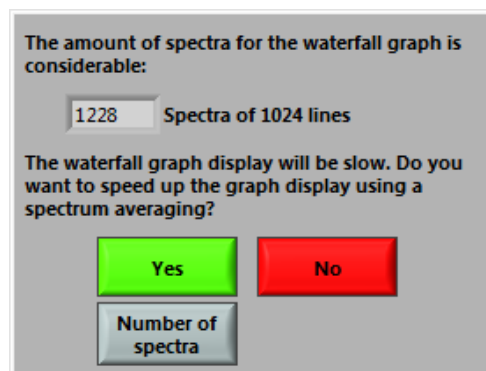 The amount of spectra for the waterfall graph is
considerable:
1228 Spectra of 1024 lines
The waterfall graph display will be slow. Do you
want to speed up the graph display using a
spectrum averaging?
Yes No
Number of
spectra